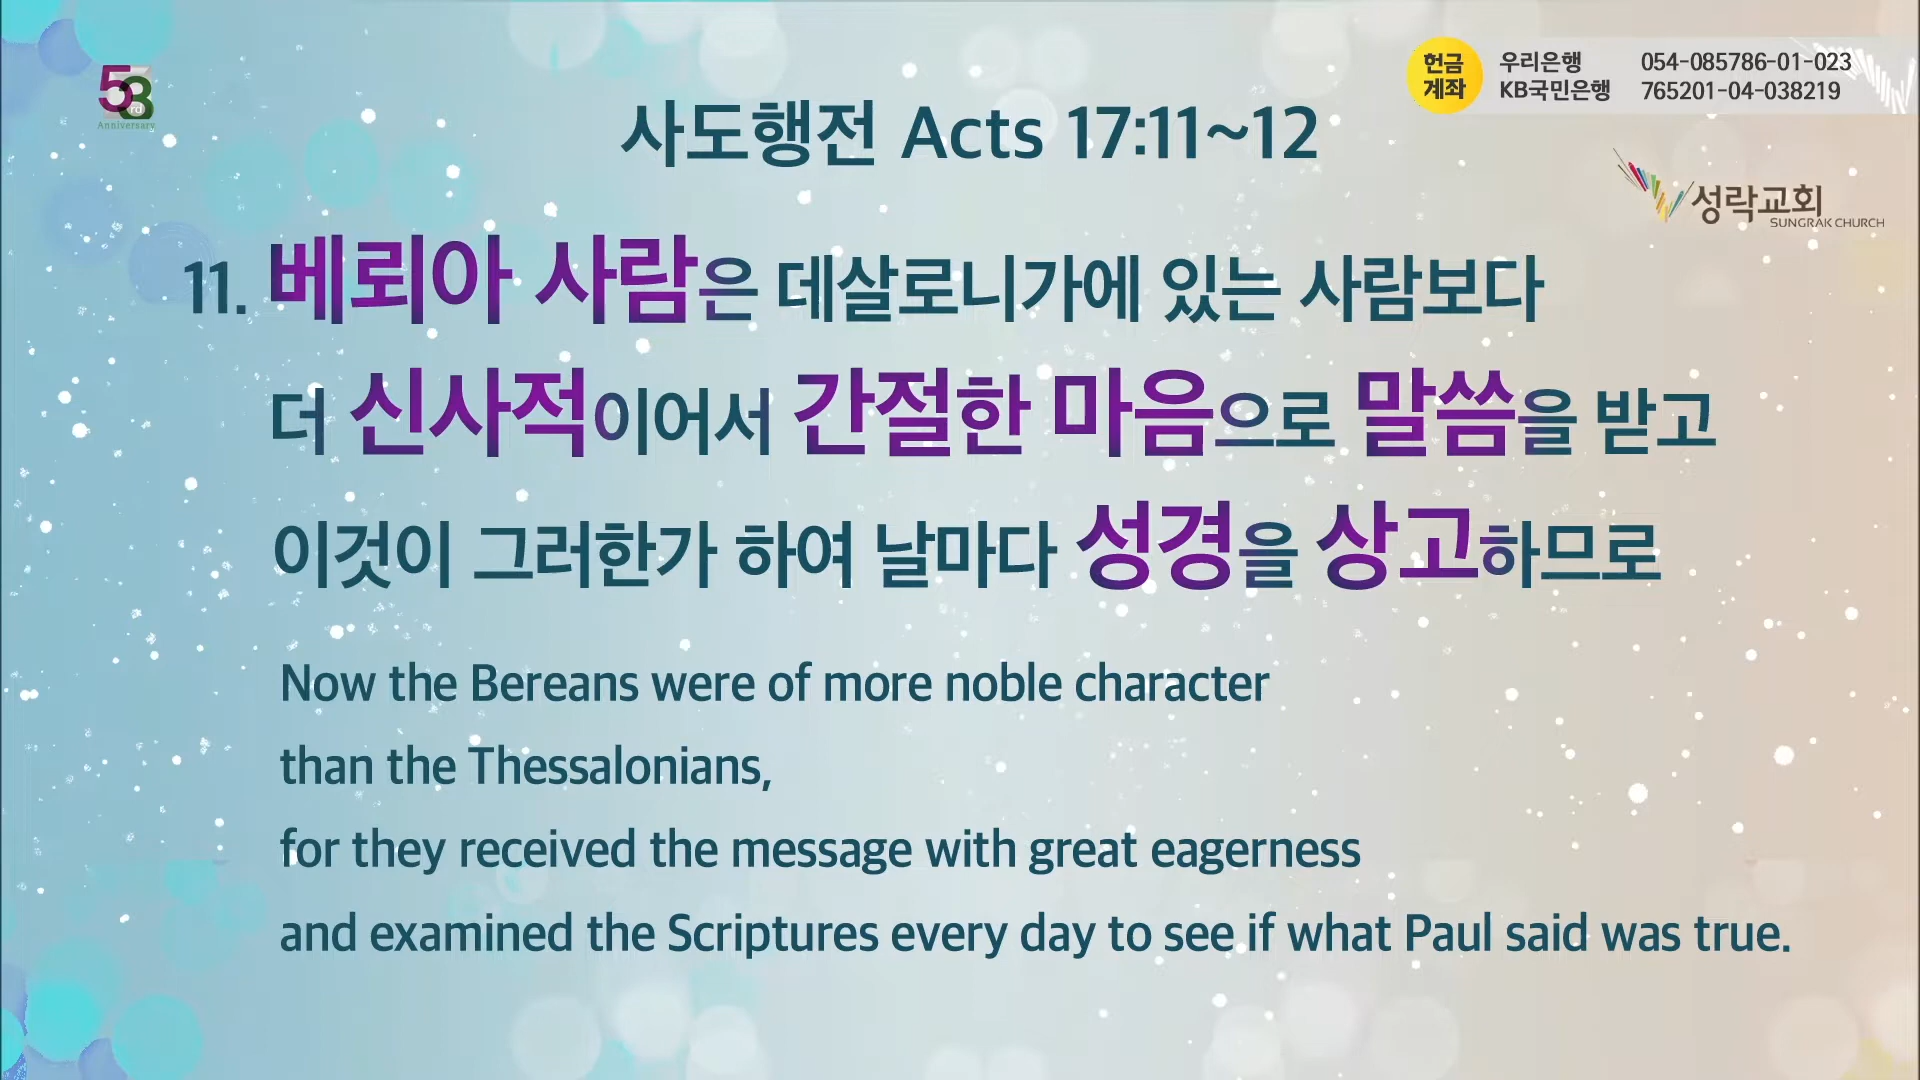 53rd
Anniversary
헌금
계좌
우리은행 054-085786-01-023
KB국민은행 765201-04-038219
사도행전 Acts 17:11~12
성락교회
SUNGRAK CHURCH
11. 베뢰아 사람은 데살로니가에 있는 사람보다
더 신사적이어서 간절한 마음으로 말씀을 받고
이것이 그러한가 하여 날마다 성경을 상고하므로
Now the Bereans were of more noble character
than the Thessalonians,
for they received the message with great eagerness
and examined the Scriptures every day to see if what Paul said was true.